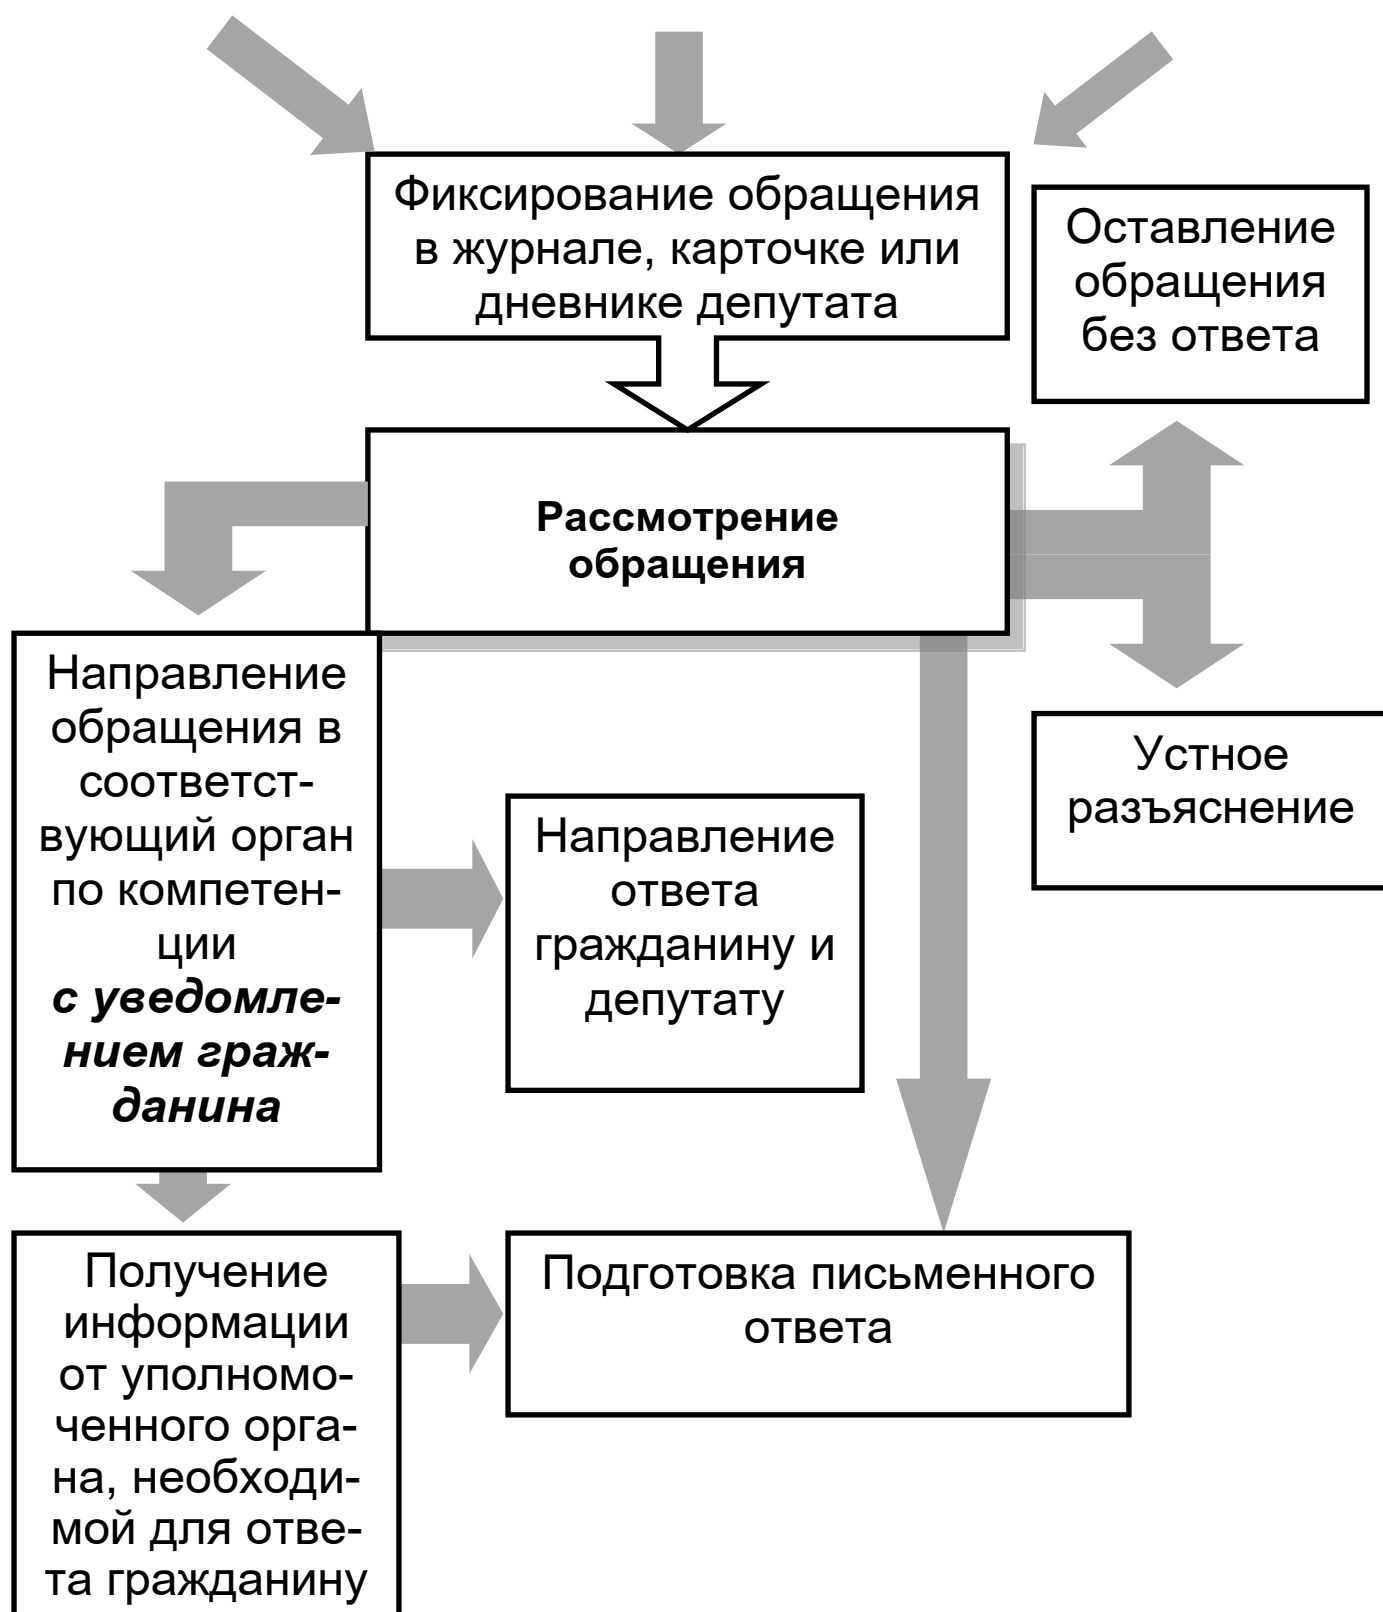 Фиксирование обращения
в журнале, карточке или
дневнике депутата
Оставление
обращения
без ответа
Рассмотрение
обращения
Направление
обращения в
соответст-
вующий орган
по компетен-
ции
с уведомле-
нием граж-
данина
Направление
ответа
гражданину и
депутату
Устное
разъяснение
Получение
информации
от уполномо-
ченного орга-
на, необходи-
мой для отве-
та гражданину
Подготовка письменного
ответа